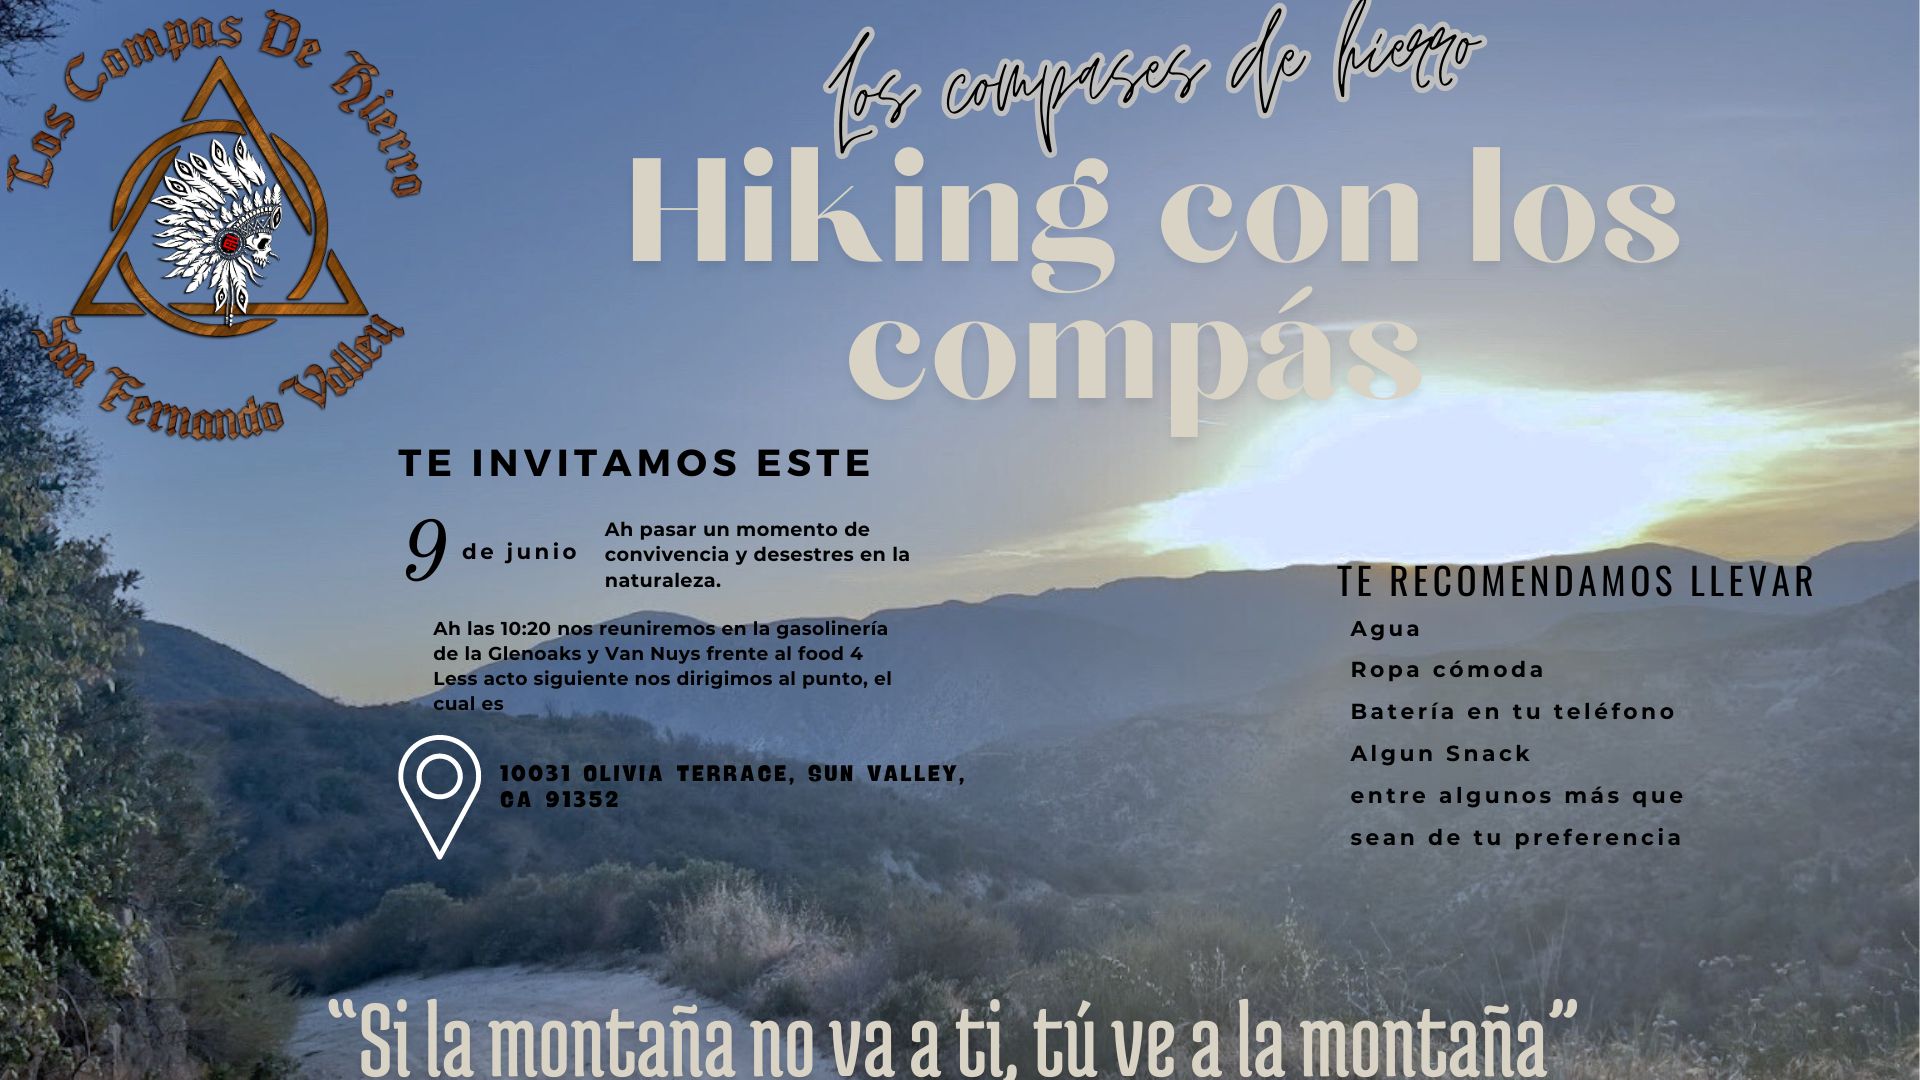 Los Compas De Hierro
San Fernando Valley
Los compases de hierro
Hiking con los
compás
TE INVITAMOS ESTE
9 de junio
Ah pasar un momento de
convivencia y desestres en la
naturaleza.
Ah las 10:20 nos reuniremos en la gasolinería
de la Glenoaks y Van Nuys frente al food 4
Less acto siguiente nos dirigimos al punto, el
cual es
10031 OLIVIA TERRACE, SUN VALLEY,
CA 91352
TE RECOMENDAMOS LLEVAR
Agua
Ropa cómoda
Batería en tu teléfono
Algun Snack
entre algunos más que
sean de tu preferencia
“Si la montaña no va a ti, tú ve a la montaña”